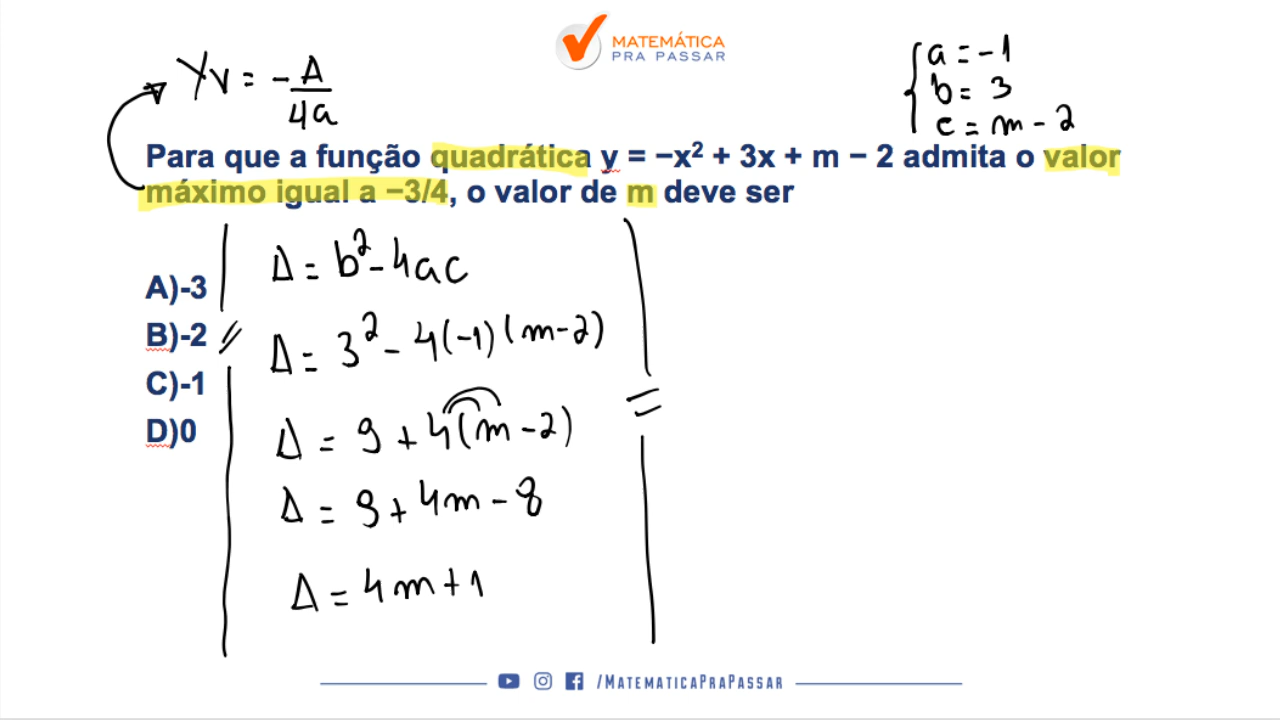 MATEMÁTICA
PRA PASSAR
Yv = -Δ/4a
a = -1
b = 3
c = m - 2
Para que a função quadrática y = −x² + 3x + m − 2 admita o valor
máximo igual a −3/4, o valor de m deve ser
A)-3
B)-2
C)-1
D)0
Δ = b² - 4ac
Δ = 3² - 4(-1)(m-2)
Δ = 9 + 4(m-2)
Δ = 9 + 4m - 8
Δ = 4m + 1
/MATEMATICAPRAPASSAR